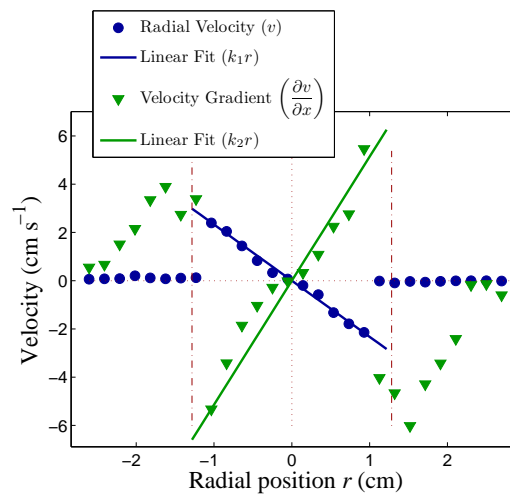 Radial Velocity (v)
Linear Fit (k₁r)
Velocity Gradient (∂v/∂x)
Linear Fit (k₂r)
Velocity (cm s⁻¹)
6
4
2
0
−2
−4
−6
−2 −1 0 1 2
Radial position r (cm)